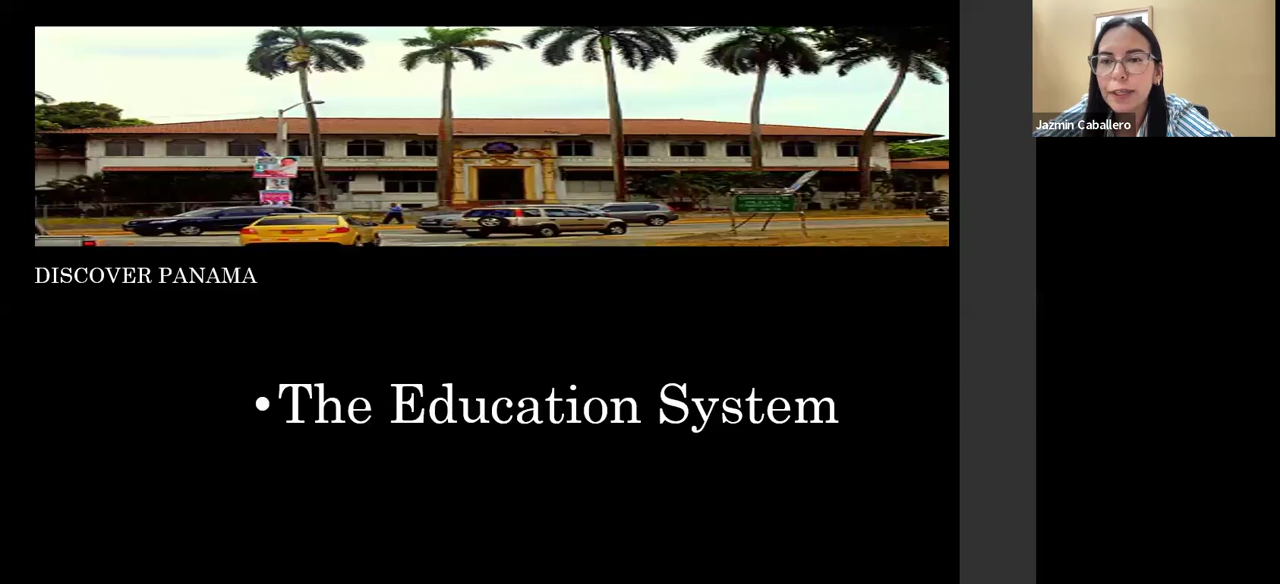 DISCOVER PANAMA
• The Education System
Jazmin Caballero